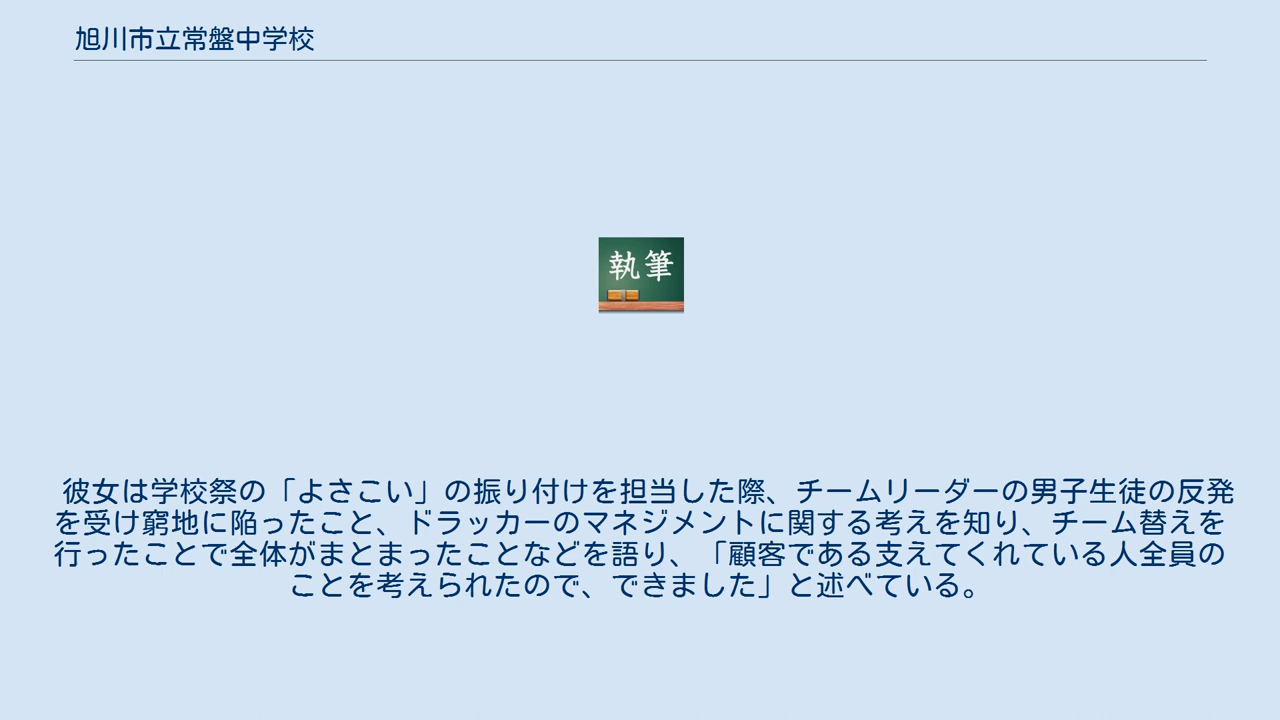 旭川市立常盤中学校
執筆
彼女は学校祭の「よさこい」の振り付けを担当した際、チームリーダーの男子生徒の反発
を受け窮地に陥ったこと、ドラッカーのマネジメントに関する考えを知り、チーム替えを
行ったことで全体がまとまったことなどを語り、「顧客である支えてくれている人全員の
ことを考えられたので、できました」と述べている。